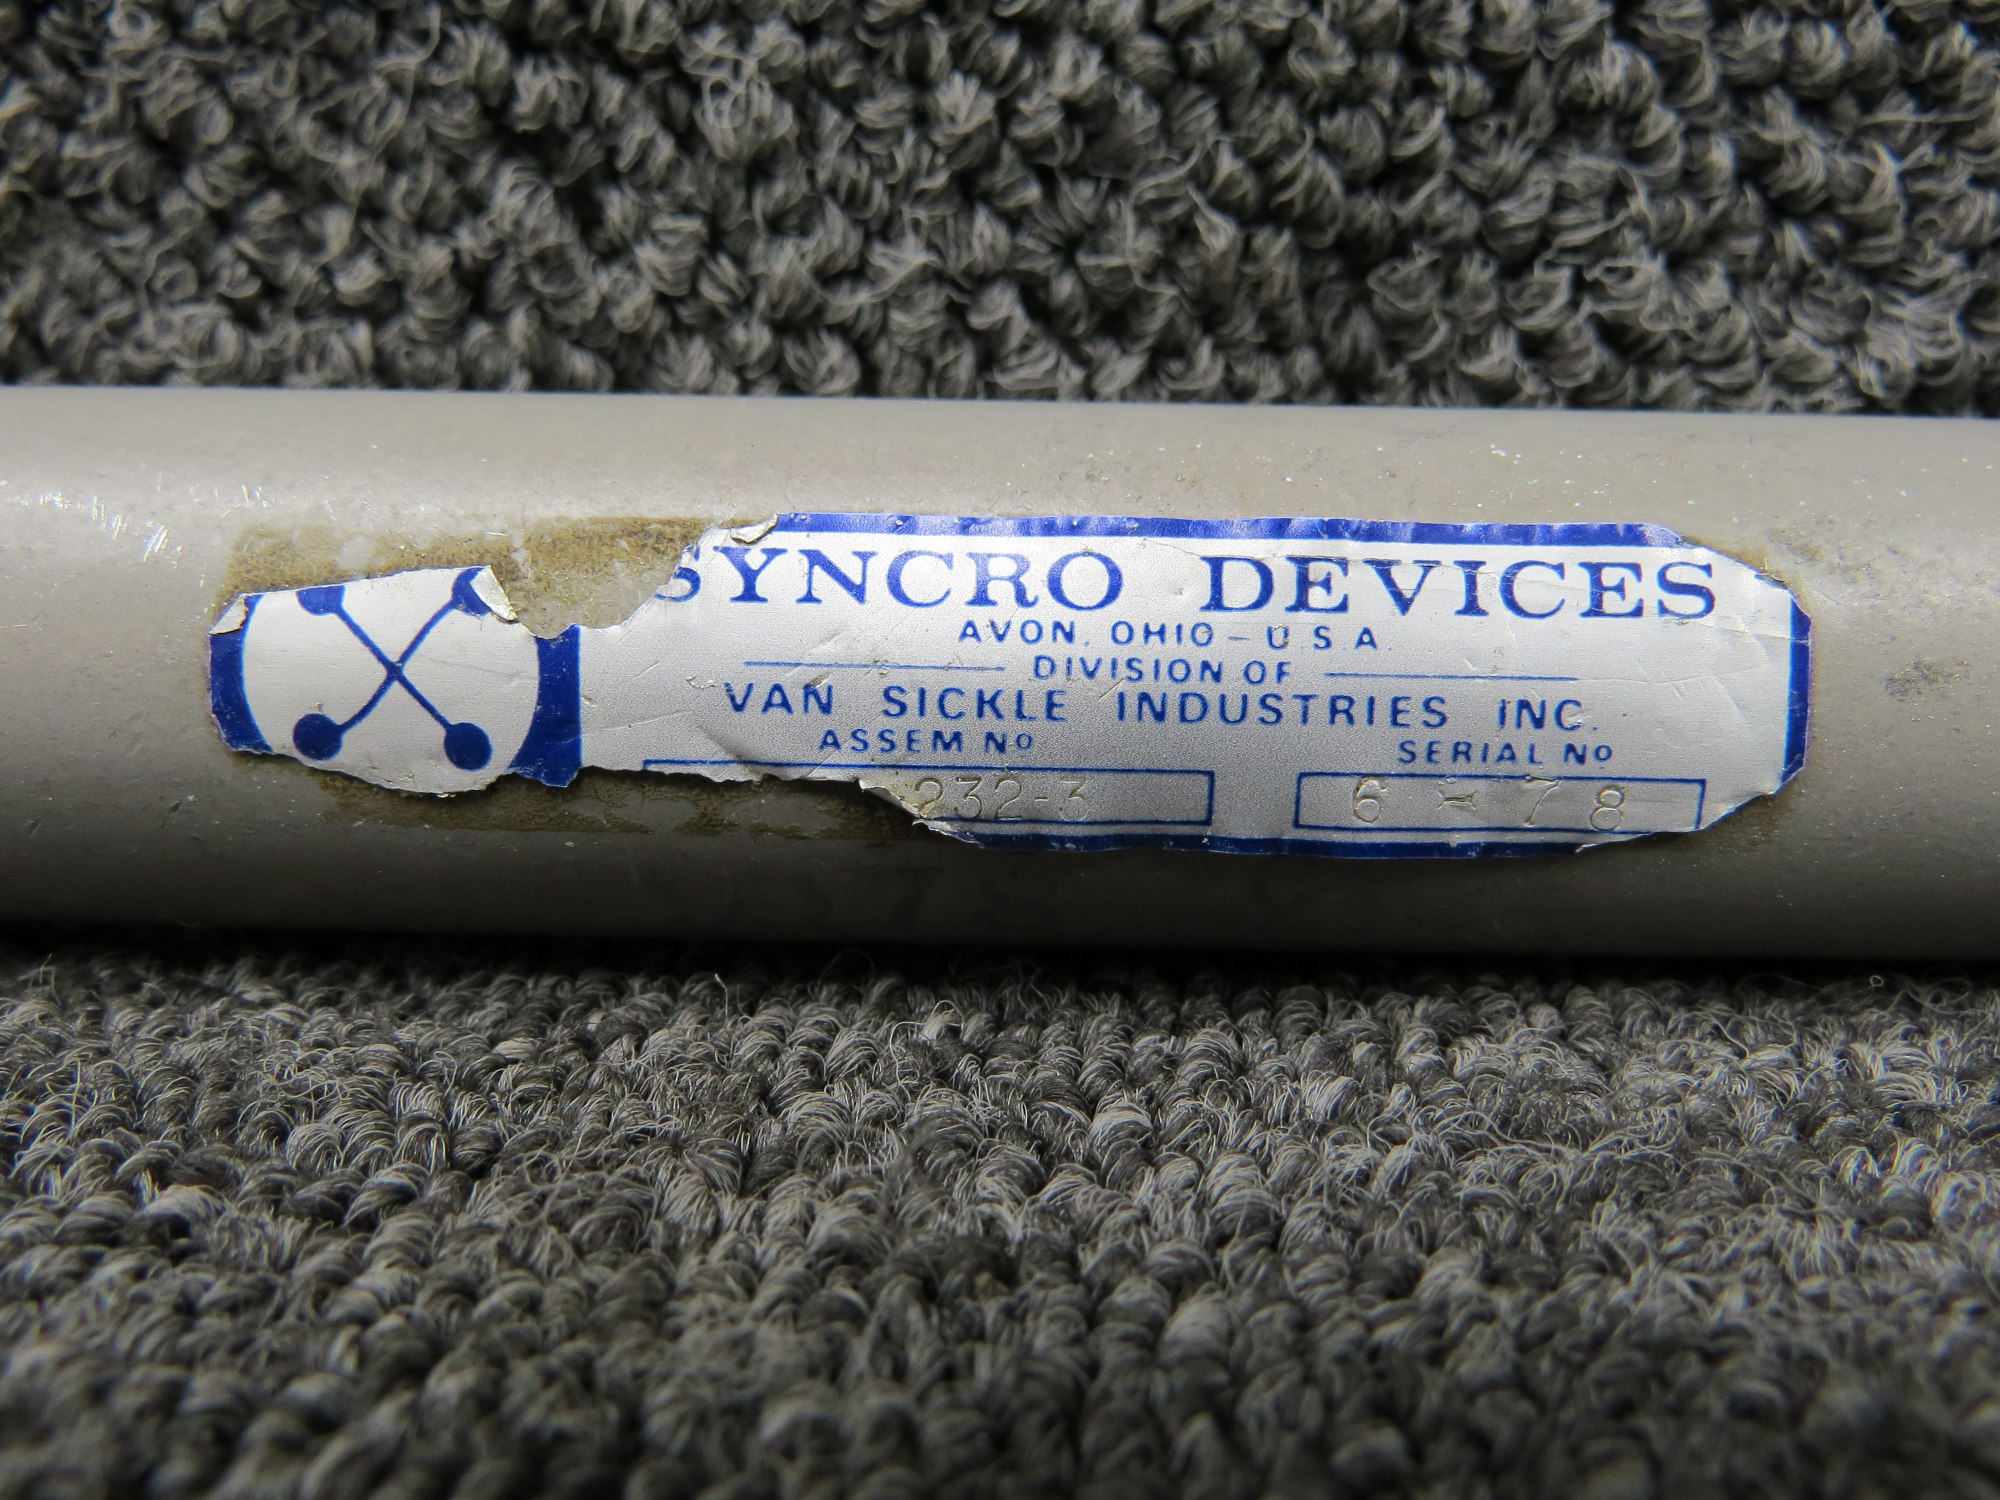 SYNCRO DEVICES
AVON, OHIO – U.S.A.
DIVISION OF
VAN SICKLE INDUSTRIES INC.
ASSEM Nº SERIAL Nº
232-3 6 - 78